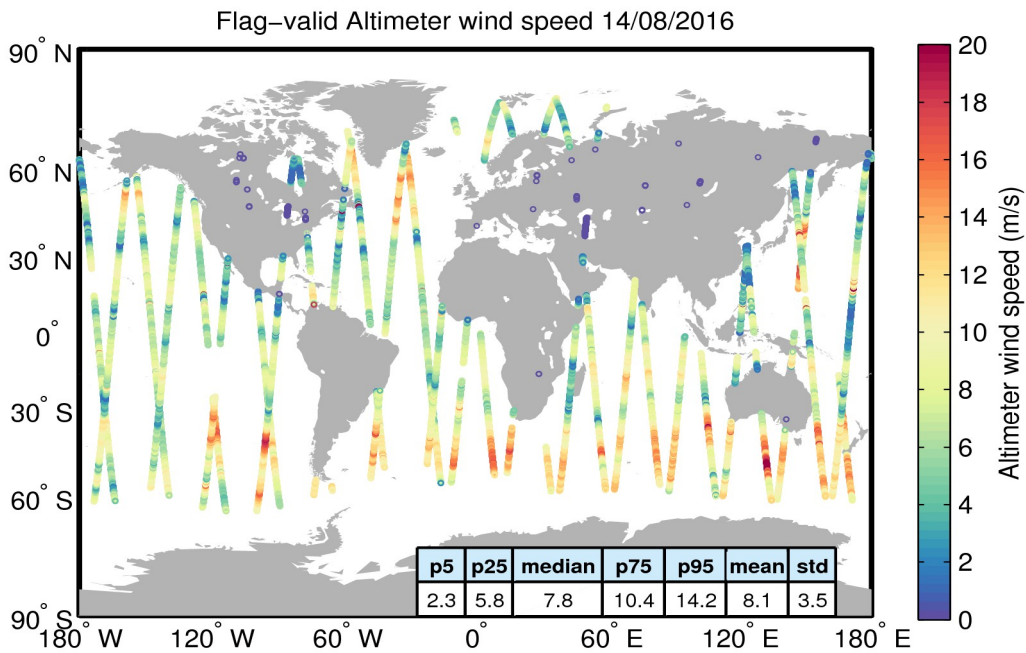 Flag−valid Altimeter wind speed 14/08/2016
90° N
60° N
30° N
0°
30° S
60° S
90° S
180° W
120° W
60° W
0°
60° E
120° E
180° E
p5 p25 median p75 p95 mean std
2.3 5.8 7.8 10.4 14.2 8.1 3.5
20
18
16
14
12
10
8
6
4
2
0
Altimeter wind speed (m/s)